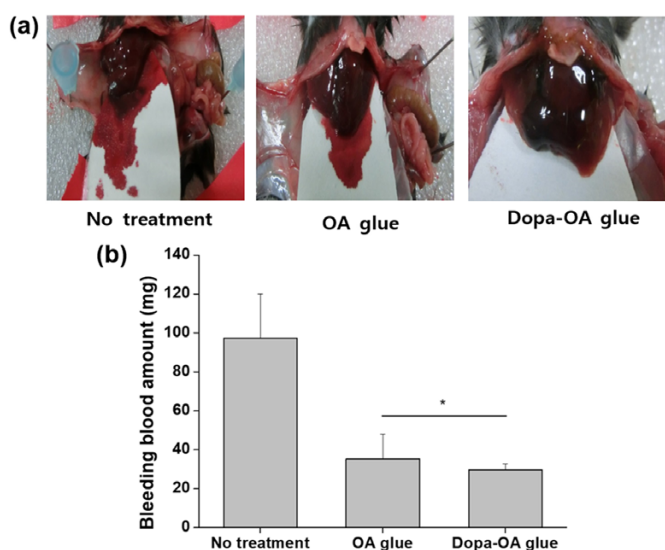 (a)
No treatment
OA glue
Dopa-OA glue
(b)
Bleeding blood amount (mg)
140
120
100
80
60
40
20
0
*
No treatment
OA glue
Dopa-OA glue